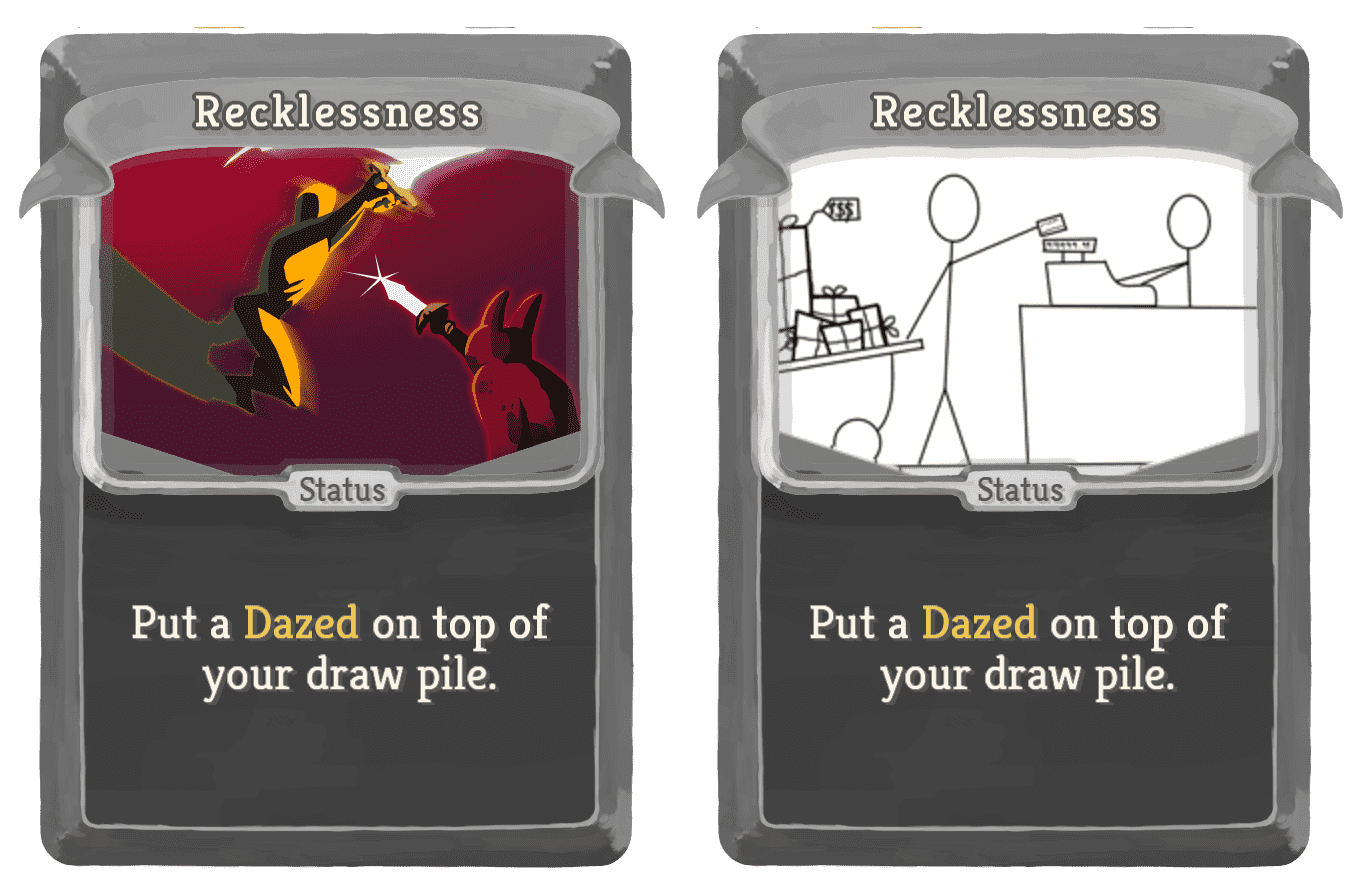 Recklessness
Status
Put a Dazed on top of
your draw pile.
Recklessness
$$$
Status
Put a Dazed on top of
your draw pile.